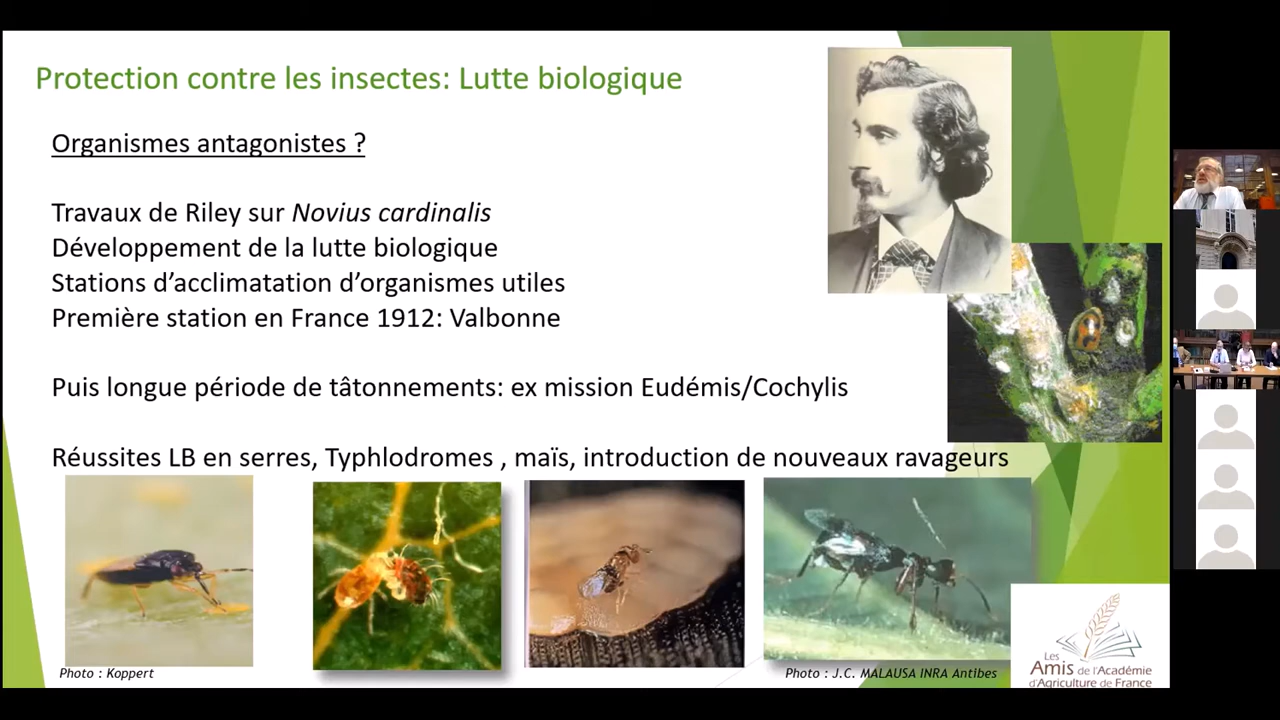 Protection contre les insectes: Lutte biologique
Organismes antagonistes ?
Travaux de Riley sur Novius cardinalis
Développement de la lutte biologique
Stations d’acclimatation d’organismes utiles
Première station en France 1912: Valbonne
Puis longue période de tâtonnements: ex mission Eudémis/Cochylis
Réussites LB en serres, Typhlodromes , maïs, introduction de nouveaux ravageurs
Photo : Koppert
Photo : J.C. MALAUSA INRA Antibes
Les
Amis de l'Académie
d'Agriculture de France